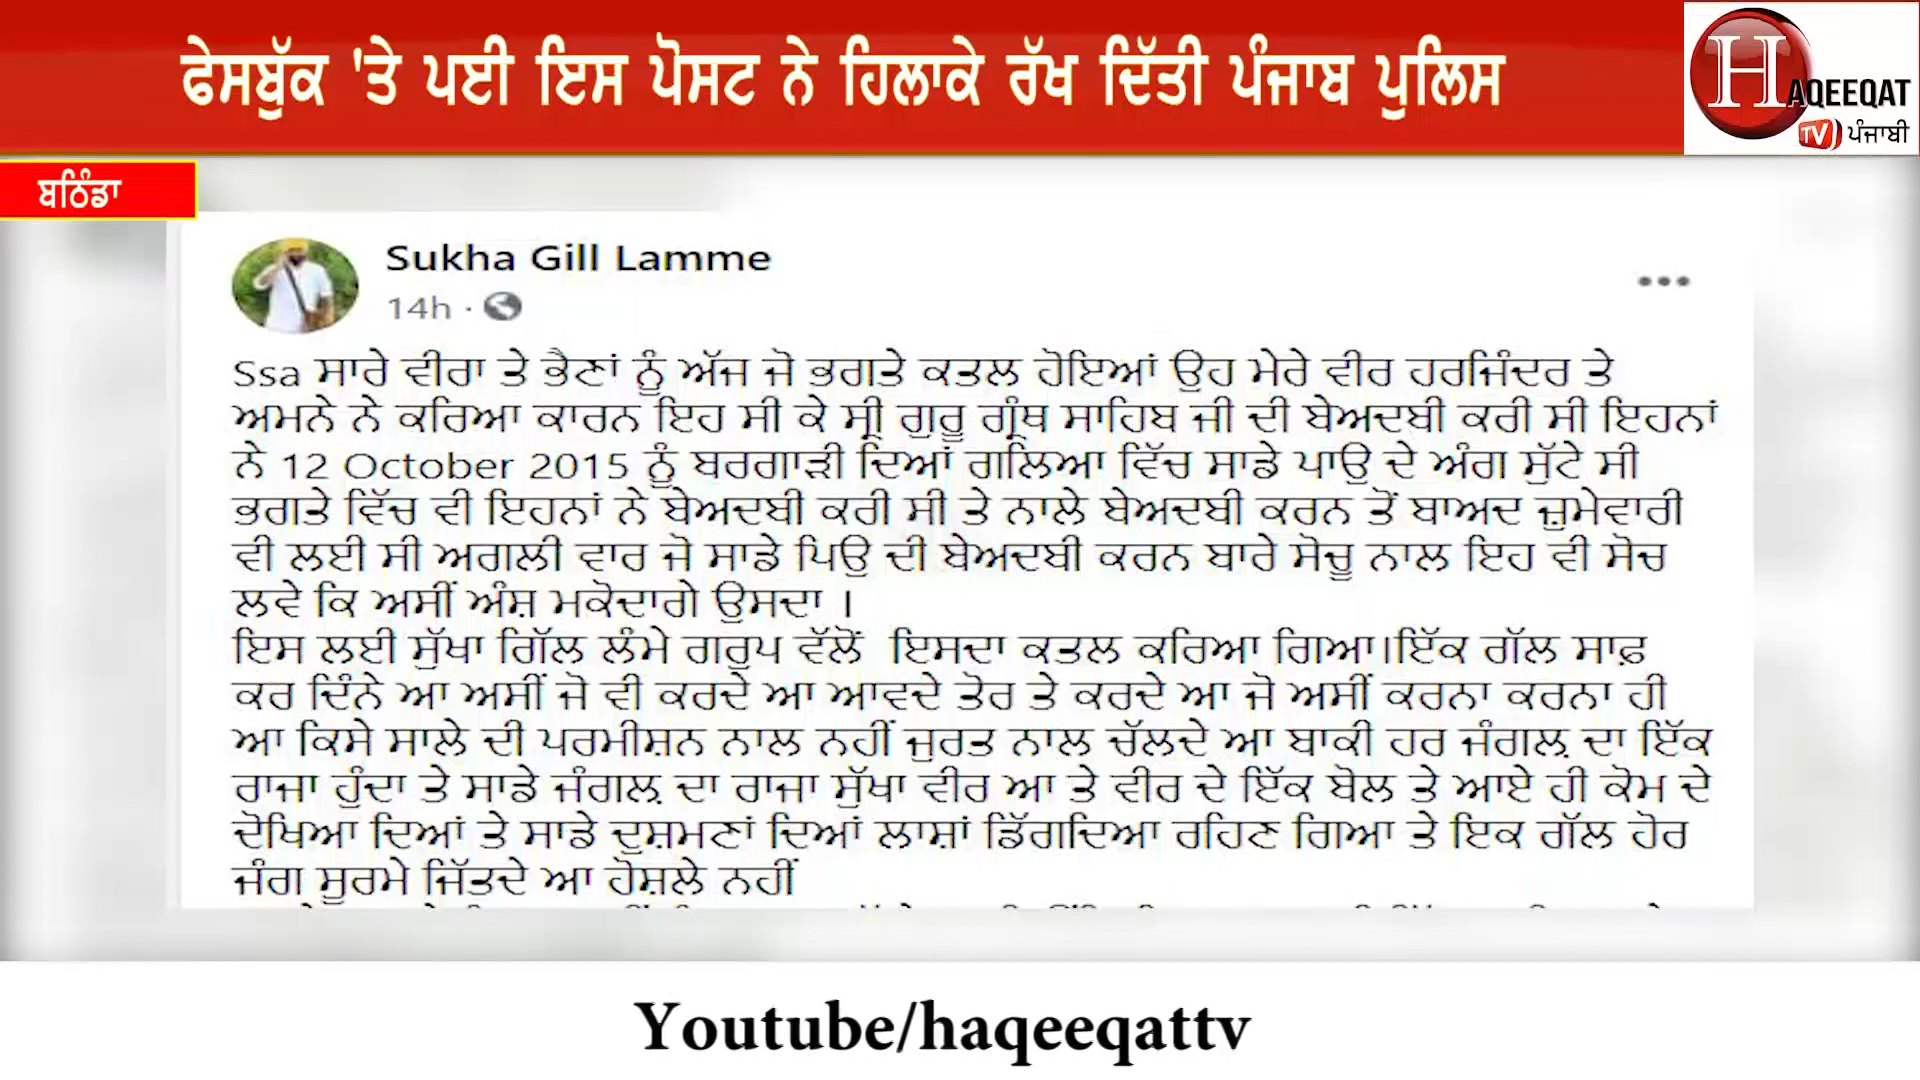 ਫੇਸਬੁੱਕ 'ਤੇ ਪਈ ਇਸ ਪੋਸਟ ਨੇ ਹਿਲਾਕੇ ਰੱਖ ਦਿੱਤੀ ਪੰਜਾਬ ਪੁਲਿਸ
HAQEEQAT
TV ਪੰਜਾਬੀ
ਬਠਿੰਡਾ
Sukha Gill Lamme
14h ·
Ssa ਸਾਰੇ ਵੀਰਾ ਤੇ ਭੈਣਾਂ ਨੂੰ ਅੱਜ ਜੋ ਭਗਤੇ ਕਤਲ ਹੋਇਆਂ ਉਹ ਮੇਰੇ ਵੀਰ ਹਰਜਿੰਦਰ ਤੇ
ਅਮਨੇ ਨੇ ਕਰਿਆ ਕਾਰਨ ਇਹ ਸੀ ਕੇ ਸ੍ਰੀ ਗੁਰੂ ਗ੍ਰੰਥ ਸਾਹਿਬ ਜੀ ਦੀ ਬੇਅਦਬੀ ਕਰੀ ਸੀ ਇਹਨਾਂ
ਨੇ 12 October 2015 ਨੂੰ ਬਰਗਾੜੀ ਦਿਆਂ ਗਲਿਆ ਵਿੱਚ ਸਾਡੇ ਪਾਉ ਦੇ ਅੰਗ ਸੁੱਟੇ ਸੀ
ਭਗਤੇ ਵਿੱਚ ਵੀ ਇਹਨਾਂ ਨੇ ਬੇਅਦਬੀ ਕਰੀ ਸੀ ਤੇ ਨਾਲੇ ਬੇਅਦਬੀ ਕਰਨ ਤੋਂ ਬਾਅਦ ਜ਼ੁਮੇਵਾਰੀ
ਵੀ ਲਈ ਸੀ ਅਗਲੀ ਵਾਰ ਜੋ ਸਾਡੇ ਪਿਉ ਦੀ ਬੇਅਦਬੀ ਕਰਨ ਬਾਰੇ ਸੋਚੂ ਨਾਲ ਇਹ ਵੀ ਸੋਚ
ਲਵੇ ਕਿ ਅਸੀਂ ਅੰਸ਼ ਮਕੋਦਾਗੇ ਉਸਦਾ ।
ਇਸ ਲਈ ਸੁੱਖਾ ਗਿੱਲ ਲੰਮੇ ਗਰੁਪ ਵੱਲੋਂ ਇਸਦਾ ਕਤਲ ਕਰਿਆ ਗਿਆ।ਇੱਕ ਗੱਲ ਸਾਫ਼
ਕਰ ਦਿੰਨੇ ਆ ਅਸੀਂ ਜੋ ਵੀ ਕਰਦੇ ਆ ਆਵਦੇ ਤੋਰ ਤੇ ਕਰਦੇ ਆ ਜੋ ਅਸੀਂ ਕਰਨਾ ਕਰਨਾ ਹੀ
ਆ ਕਿਸੇ ਸਾਲੇ ਦੀ ਪਰਮੀਸ਼ਨ ਨਾਲ ਨਹੀਂ ਜੁਰਤ ਨਾਲ ਚੱਲਦੇ ਆ ਬਾਕੀ ਹਰ ਜੰਗਲ਼ ਦਾ ਇੱਕ
ਰਾਜਾ ਹੁੰਦਾ ਤੇ ਸਾਡੇ ਜੰਗਲ਼ ਦਾ ਰਾਜਾ ਸੁੱਖਾ ਵੀਰ ਆ ਤੇ ਵੀਰ ਦੇ ਇੱਕ ਬੋਲ ਤੇ ਆਏ ਹੀ ਕੋਮ ਦੇ
ਦੋਖਿਆ ਦਿਆਂ ਤੇ ਸਾਡੇ ਦੁਸ਼ਮਣਾਂ ਦਿਆਂ ਲਾਸ਼ਾਂ ਡਿੱਗਦਿਆ ਰਹਿਣ ਗਿਆ ਤੇ ਇਕ ਗੱਲ ਹੋਰ
ਜੰਗ ਸੂਰਮੇ ਜਿੱਤਦੇ ਆ ਹੋਸ਼ਲੇ ਨਹੀਂ
Youtube/haqeeqattv